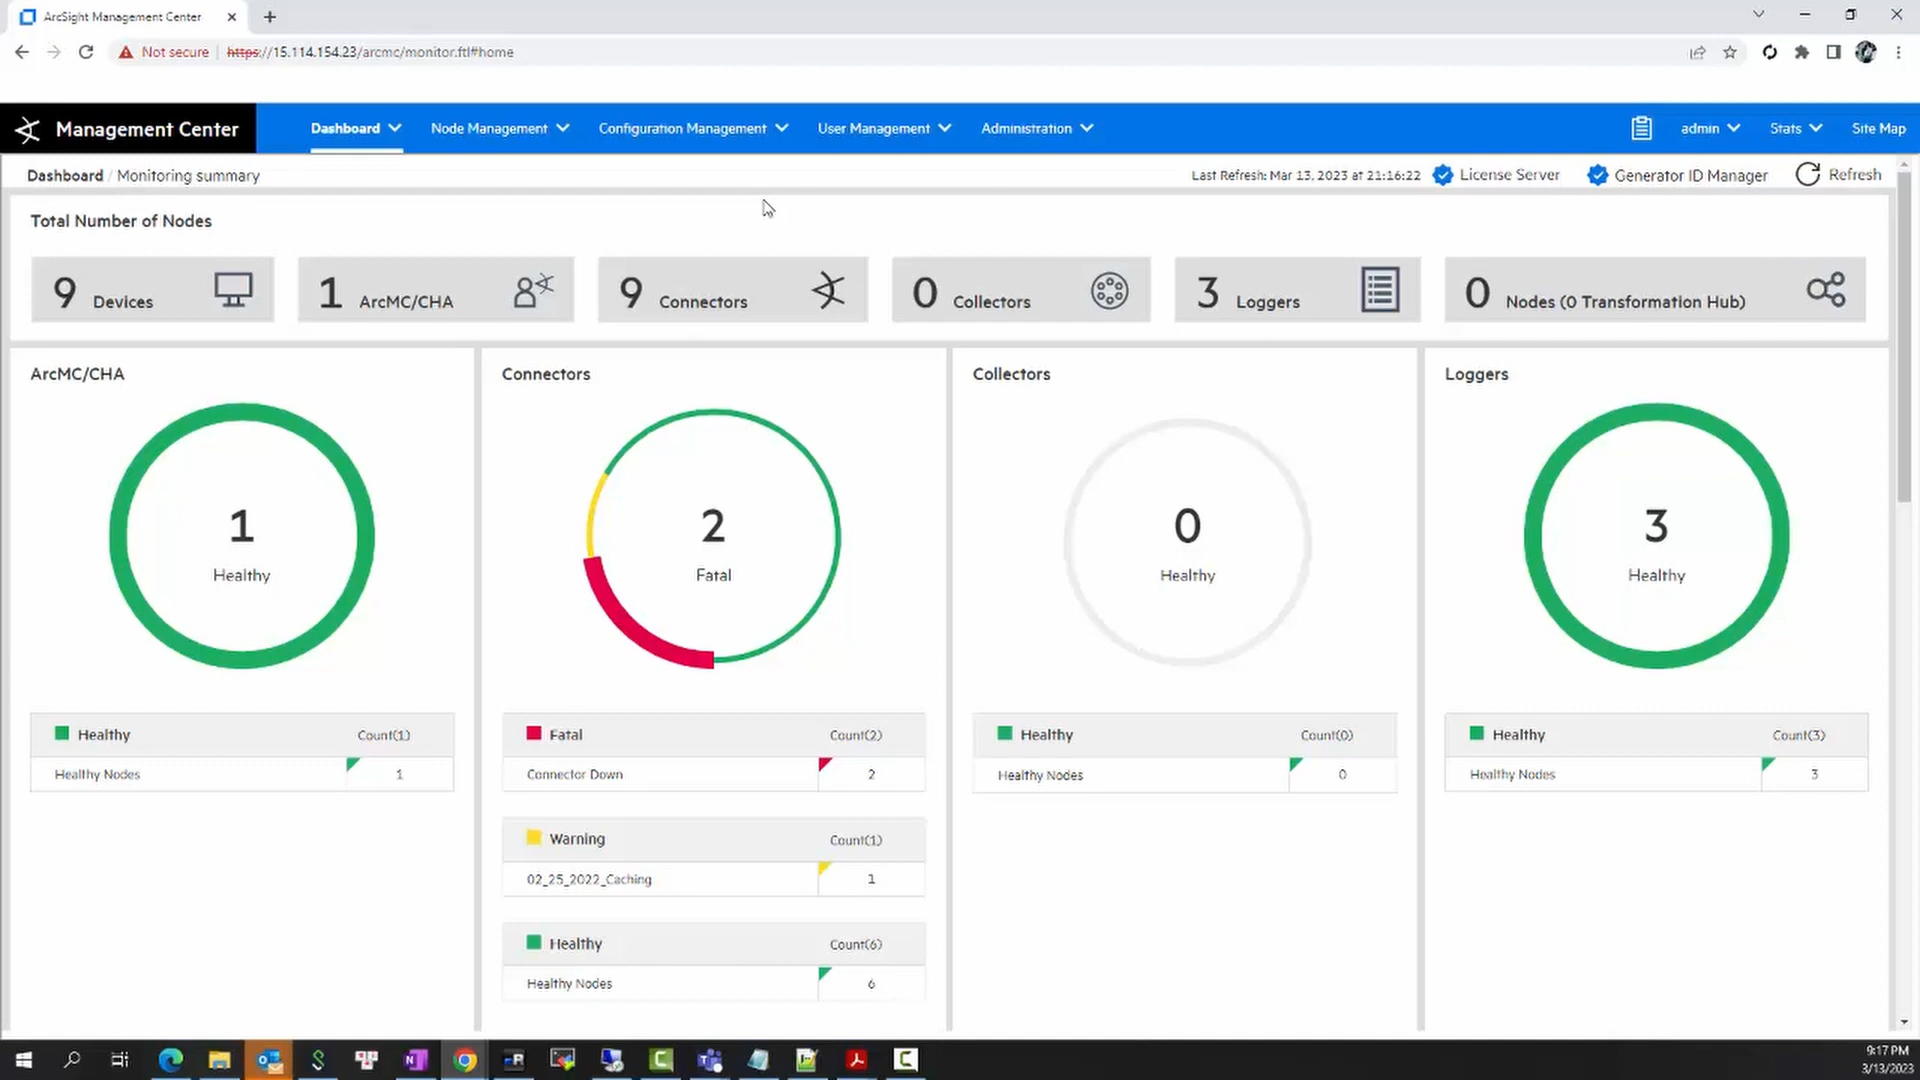 ArcSight Management Center
Not secure
https://15.114.154.23/arcmc/monitor.ftl#home
Management Center
Dashboard
Node Management
Configuration Management
User Management
Administration
admin
Stats
Site Map
Dashboard / Monitoring summary
Last Refresh: Mar 13, 2023 at 21:16:22
License Server
Generator ID Manager
Refresh
Total Number of Nodes
9 Devices
1 ArcMC/CHA
9 Connectors
0 Collectors
3 Loggers
0 Nodes (0 Transformation Hub)
ArcMC/CHA
1
Healthy
Healthy Count(1)
Healthy Nodes 1
Connectors
2
Fatal
Fatal Count(2)
Connector Down 2
Warning Count(1)
02_25_2022_Caching 1
Healthy Count(6)
Healthy Nodes 6
Collectors
0
Healthy
Healthy Count(0)
Healthy Nodes 0
Loggers
3
Healthy
Healthy Count(3)
Healthy Nodes 3
9:17 PM
3/13/2023